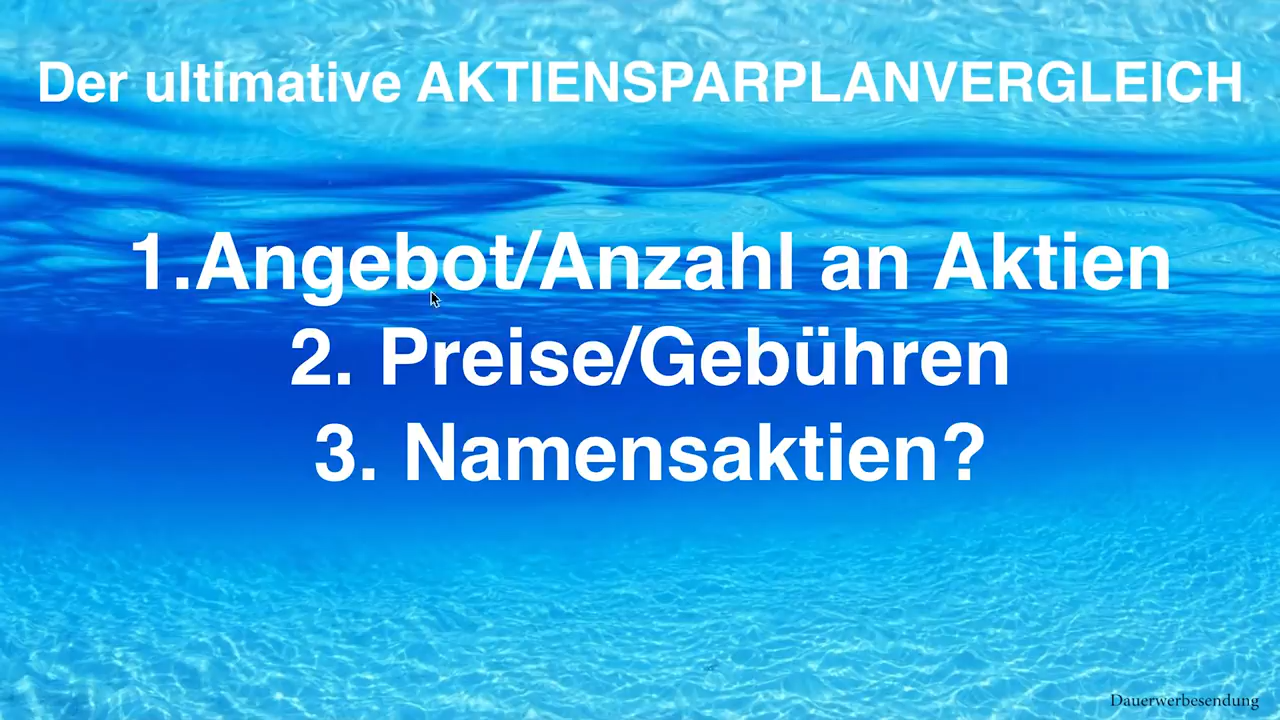 Der ultimative AKTIENSPARPLANVERGLEICH
1.Angebot/Anzahl an Aktien
2. Preise/Gebühren
3. Namensaktien?
Dauerwerbesendung